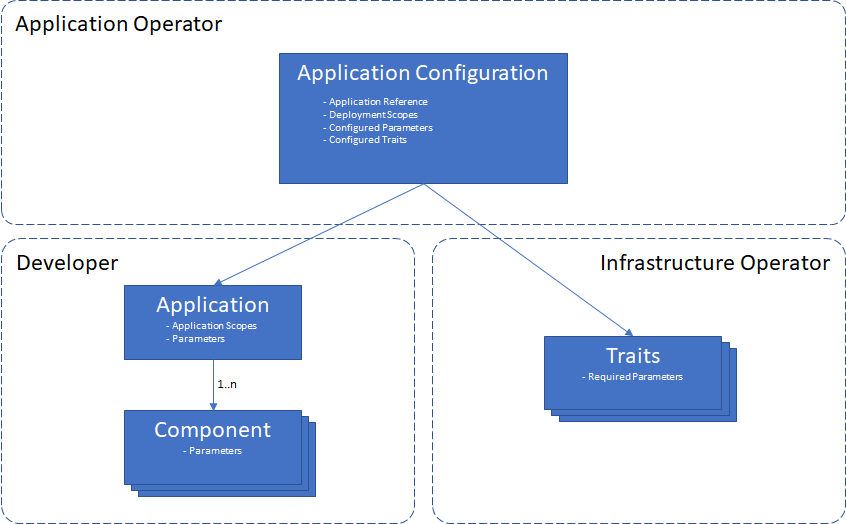 Application Operator
Application Configuration
- Application Reference
- Deployment Scopes
- Configured Parameters
- Configured Traits
Developer
Application
- Application Scopes
- Parameters
1..n
Component
- Parameters
Infrastructure Operator
Traits
- Required Parameters